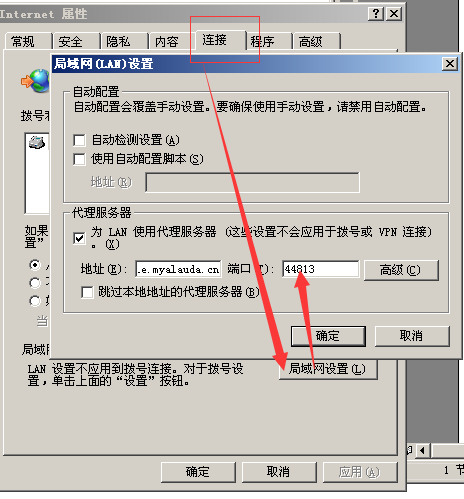 Internet 属性
常规 安全 隐私 内容 连接 程序 高级
局域网(LAN)设置
自动配置
自动配置会覆盖手动设置。要确保使用手动设置，请禁用自动配置。
自动检测设置(A)
使用自动配置脚本(S)
地址(R)
代理服务器
为 LAN 使用代理服务器 (这些设置不会应用于拨号或 VPN 连接)
。(X)
地址(E): .e.myalauda.cn 端口(T): 44813 高级(C)
跳过本地地址的代理服务器(B)
确定 取消
拨号和
如果
置”
当
局域网
LAN 设置不应用到拨号连接。对于拨号设
置，单击上面的“设置”按钮。
局域网设置(L)
确定 取消 应用(A)
1 节